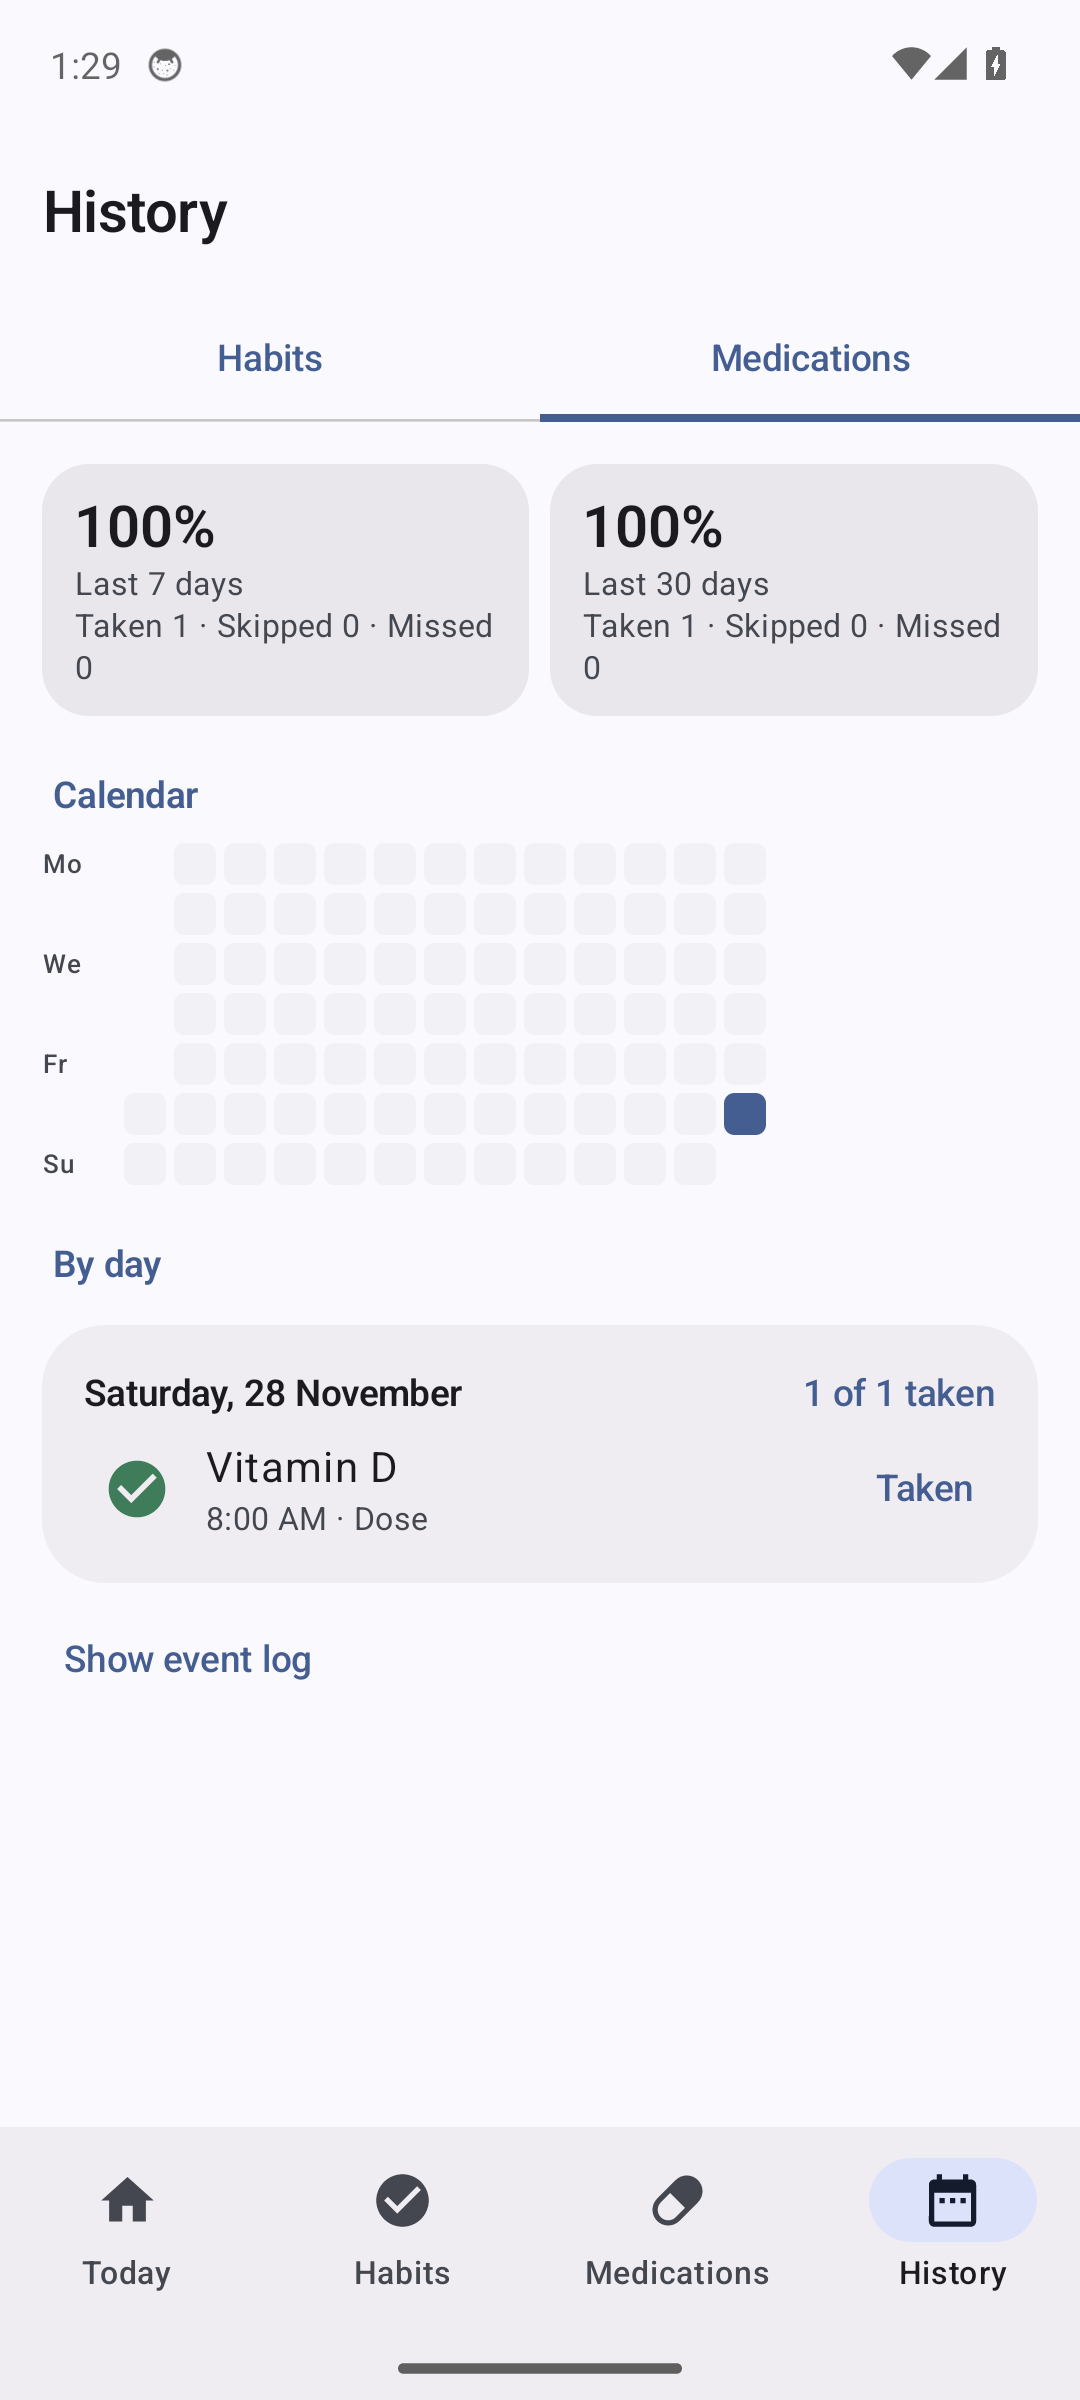 1:29
History
Habits
Medications
100%
Last 7 days
Taken 1 · Skipped 0 · Missed
0
100%
Last 30 days
Taken 1 · Skipped 0 · Missed
0
Calendar
Mo
We
Fr
Su
By day
Saturday, 28 November
1 of 1 taken
Vitamin D
8:00 AM · Dose
Taken
Show event log
Today
Habits
Medications
History